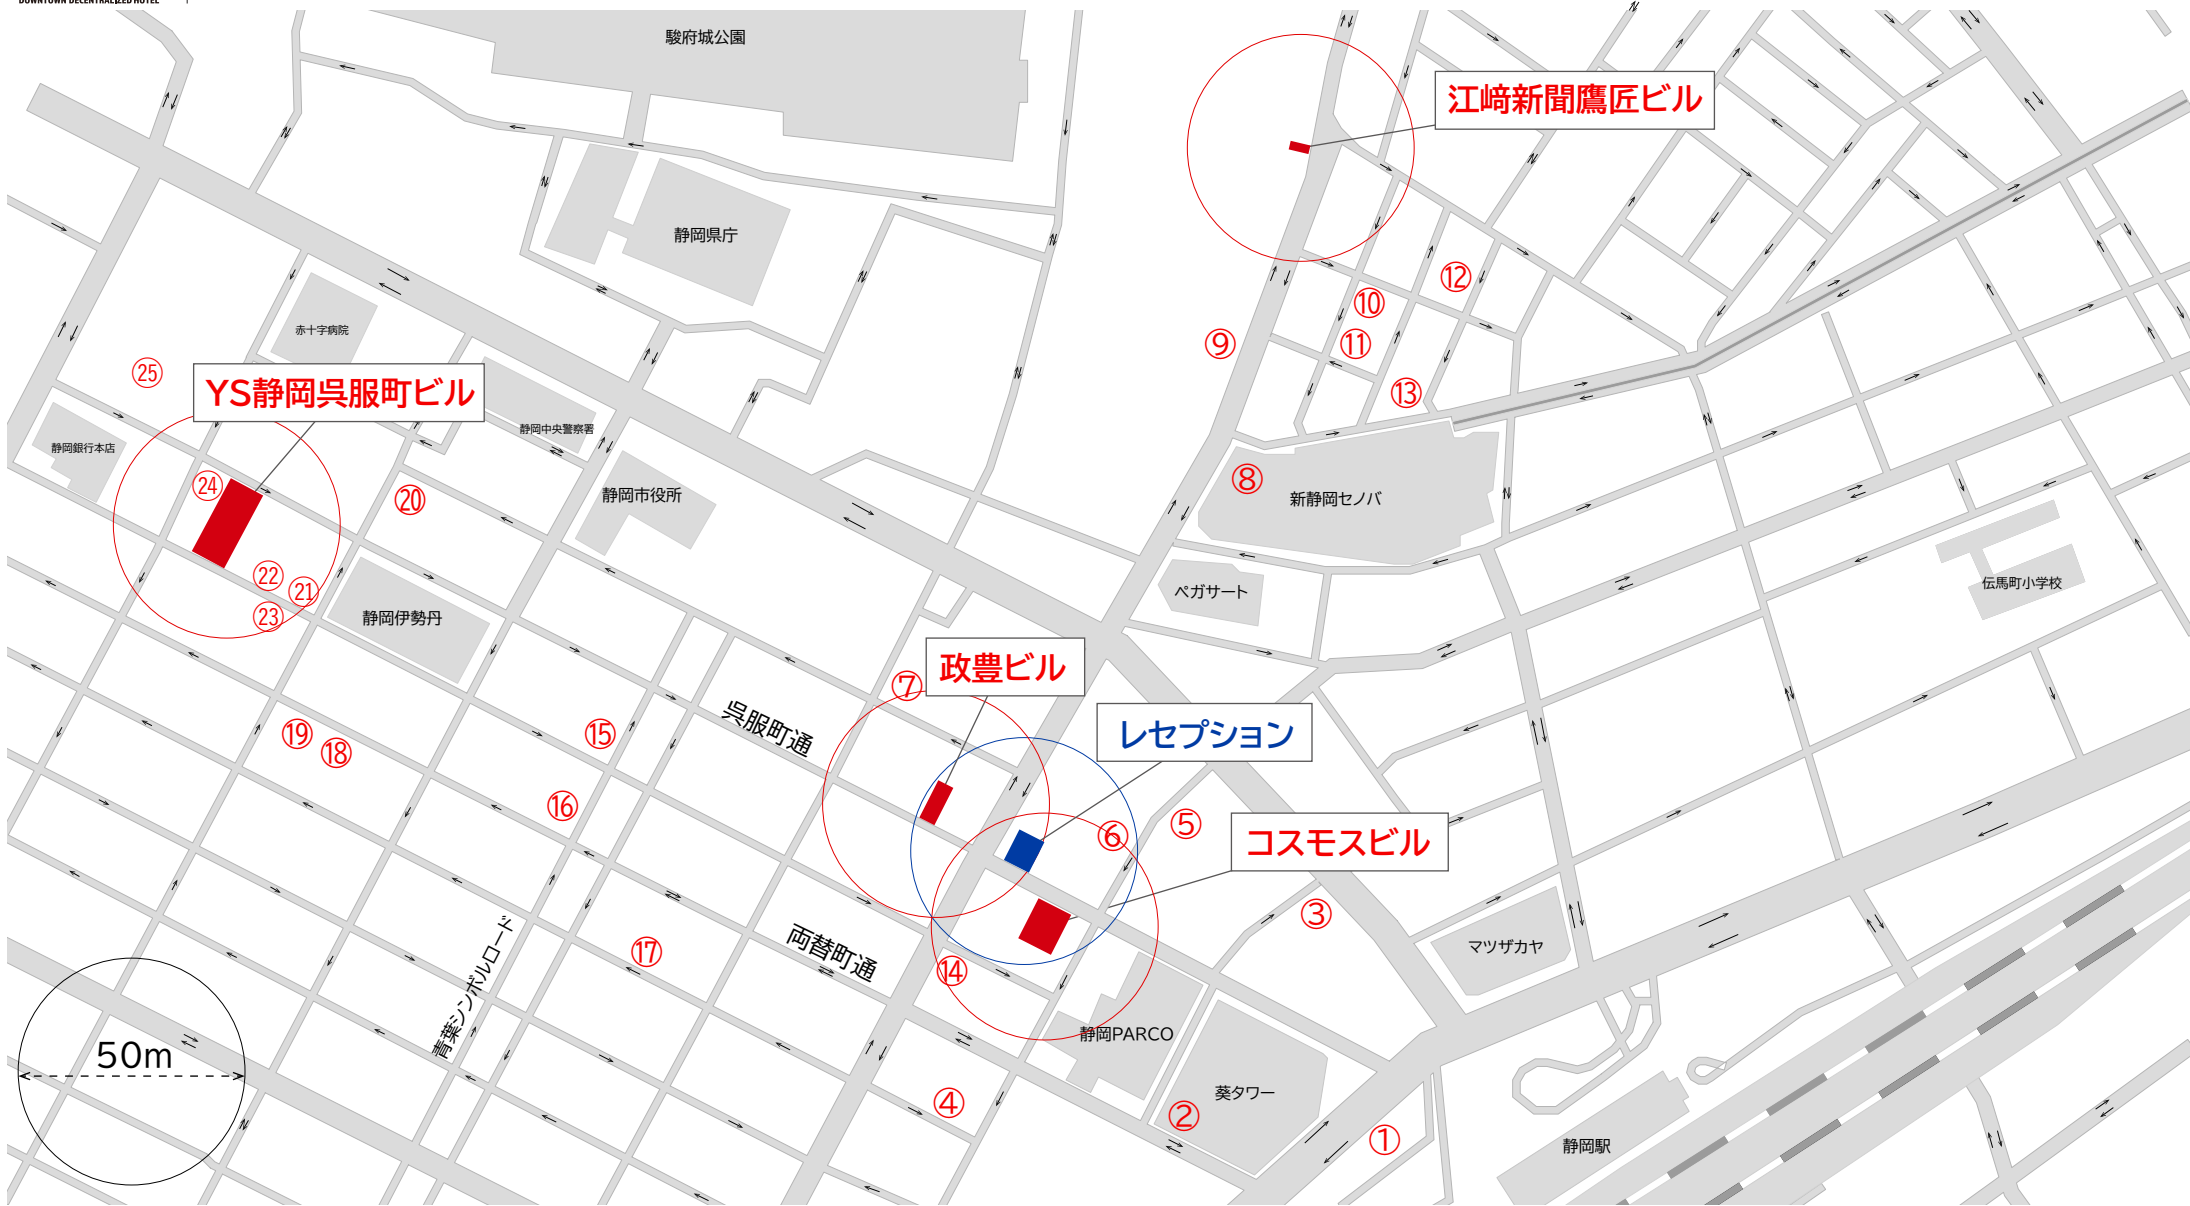 DOWNTOWN DECENTRALIZED HOTEL
駿府城公園
江﨑新聞鷹匠ビル
静岡県庁
⑫
⑩
赤十字病院
⑨
⑪
㉕
YS静岡呉服町ビル
⑬
静岡中央警察署
静岡銀行本店
⑧
㉔
⑳
静岡市役所
新静岡セノバ
㉒
㉑
ペガサート
伝馬町小学校
㉓
静岡伊勢丹
政豊ビル
⑦
呉服町通
レセプション
⑲
⑱
⑮
⑯
⑤
⑥
コスモスビル
③
マツザカヤ
両替町通
⑰
⑭
青葉シンボルロード
静岡PARCO
50m
葵タワー
④
②
①
静岡駅